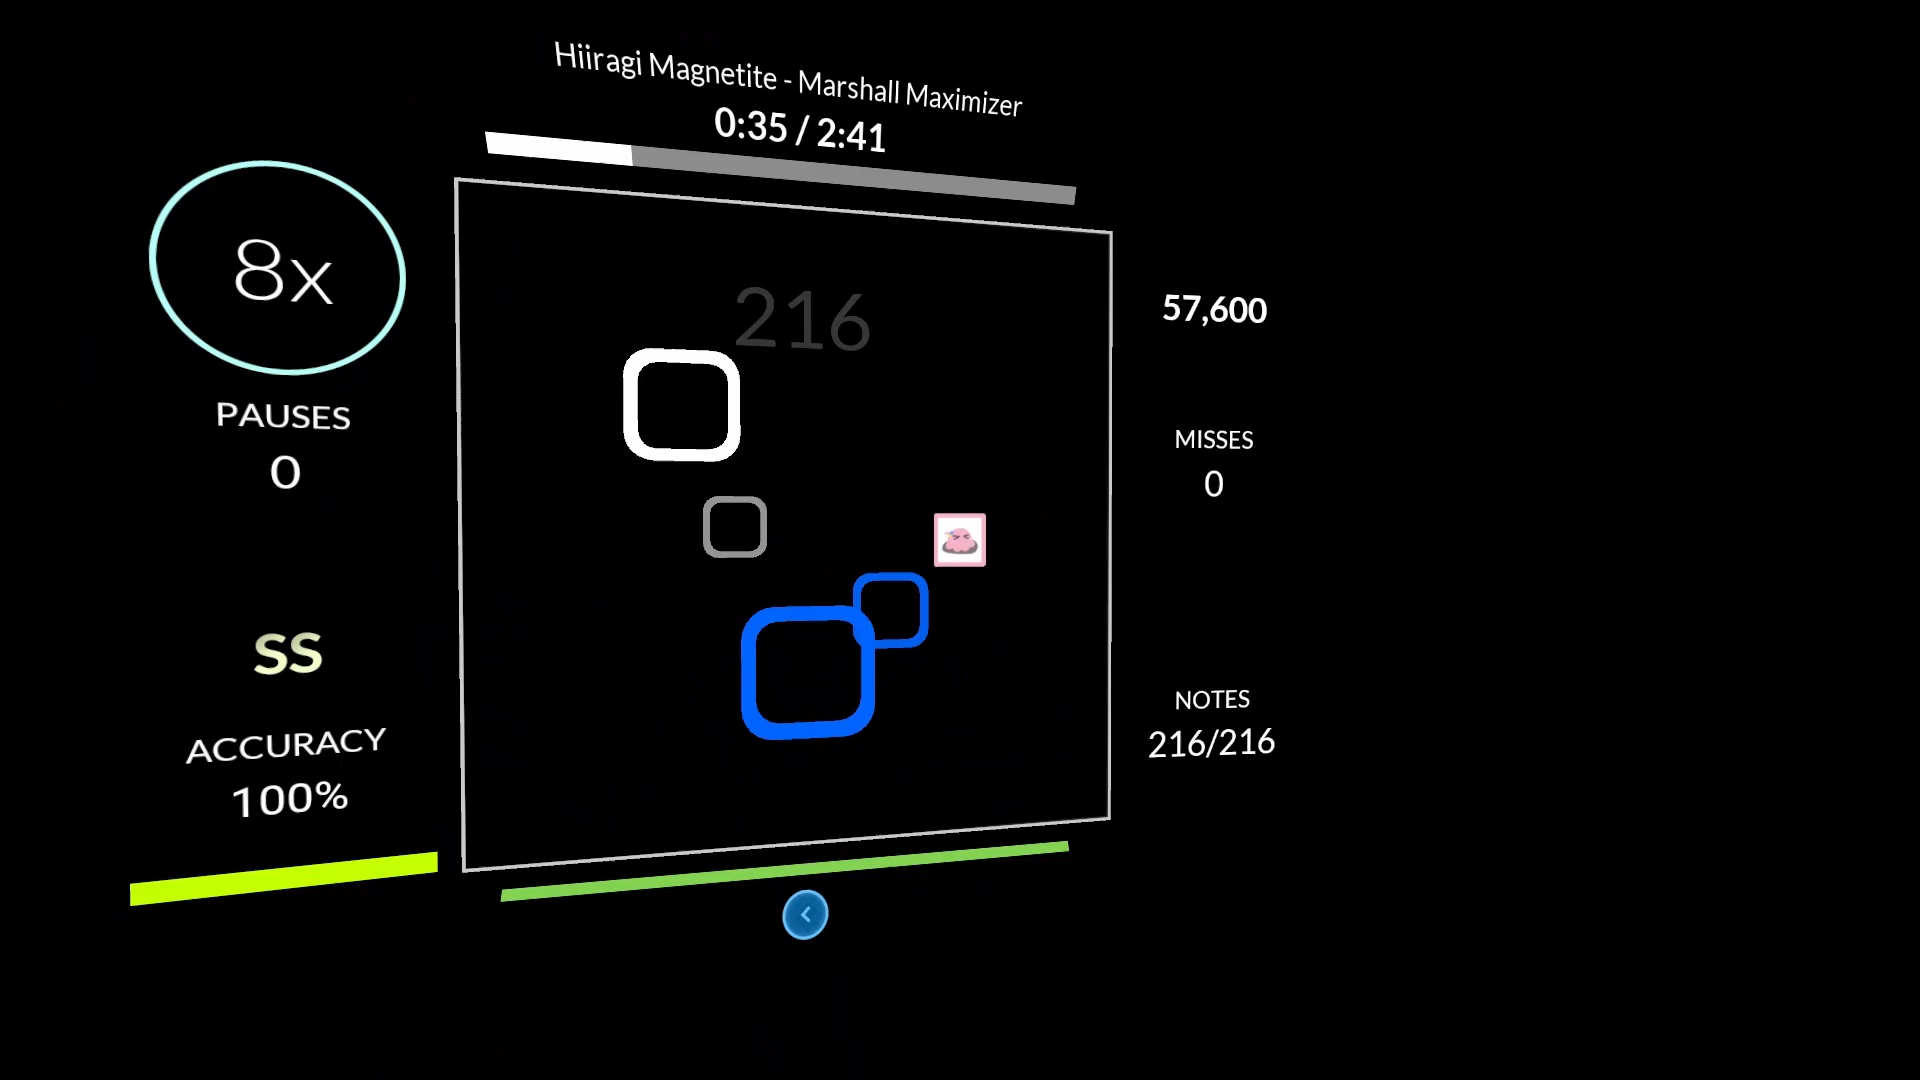 Hiiragi Magnetite - Marshall Maximizer
0:35 / 2:41
8x
PAUSES
0
SS
ACCURACY
100%
216
57,600
MISSES
0
NOTES
216/216